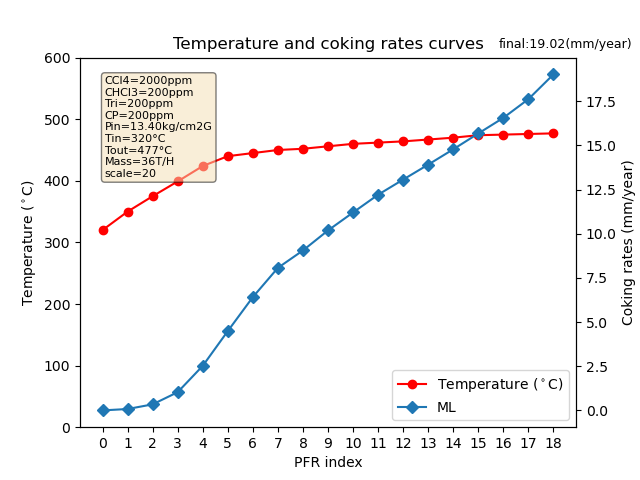 Temperature and coking rates curves
final:19.02(mm/year)
CCl4=2000ppm
CHCl3=200ppm
Tri=200ppm
CP=200ppm
Pin=13.40kg/cm2G
Tin=320°C
Tout=477°C
Mass=36T/H
scale=20
Temperature (°C)
600
500
400
300
200
100
0
17.5
15.0
12.5
10.0
7.5
5.0
2.5
0.0
Coking rates (mm/year)
Temperature (°C)
ML
0 1 2 3 4 5 6 7 8 9 10 11 12 13 14 15 16 17 18
PFR index